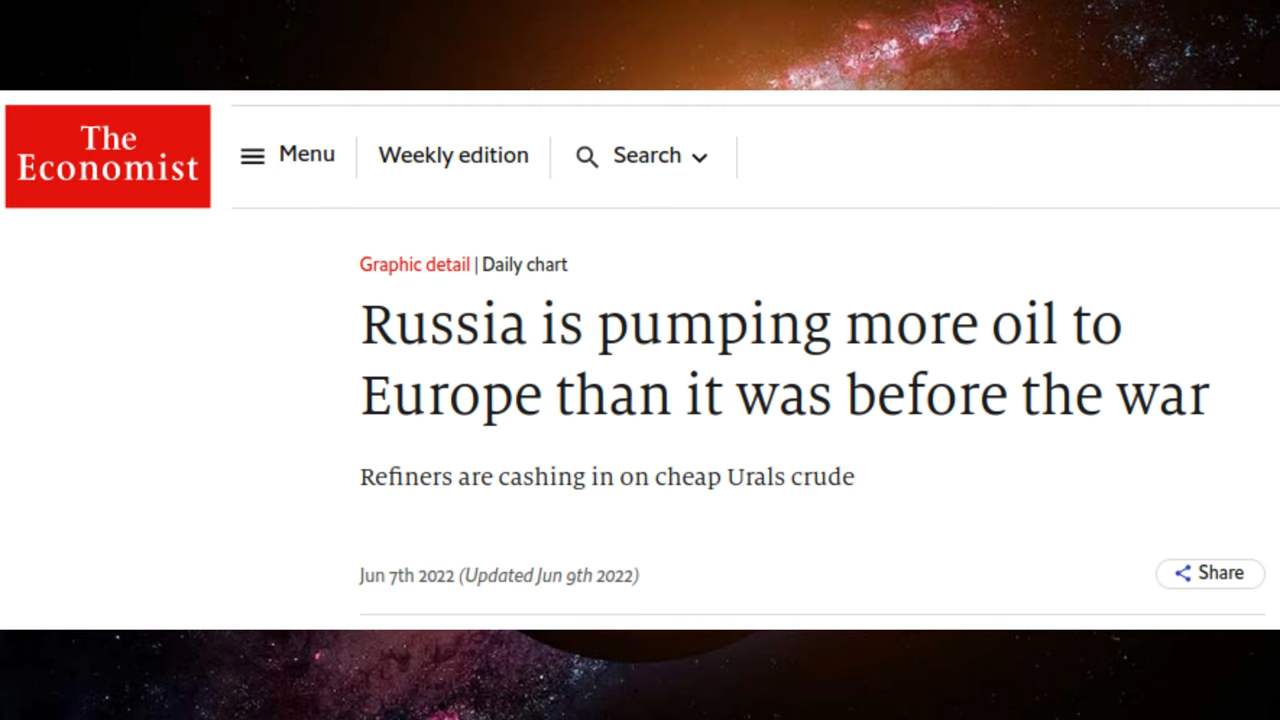 The
Economist
Menu
Weekly edition
Search
Graphic detail | Daily chart
Russia is pumping more oil to
Europe than it was before the war
Refiners are cashing in on cheap Urals crude
Jun 7th 2022 (Updated Jun 9th 2022)
Share